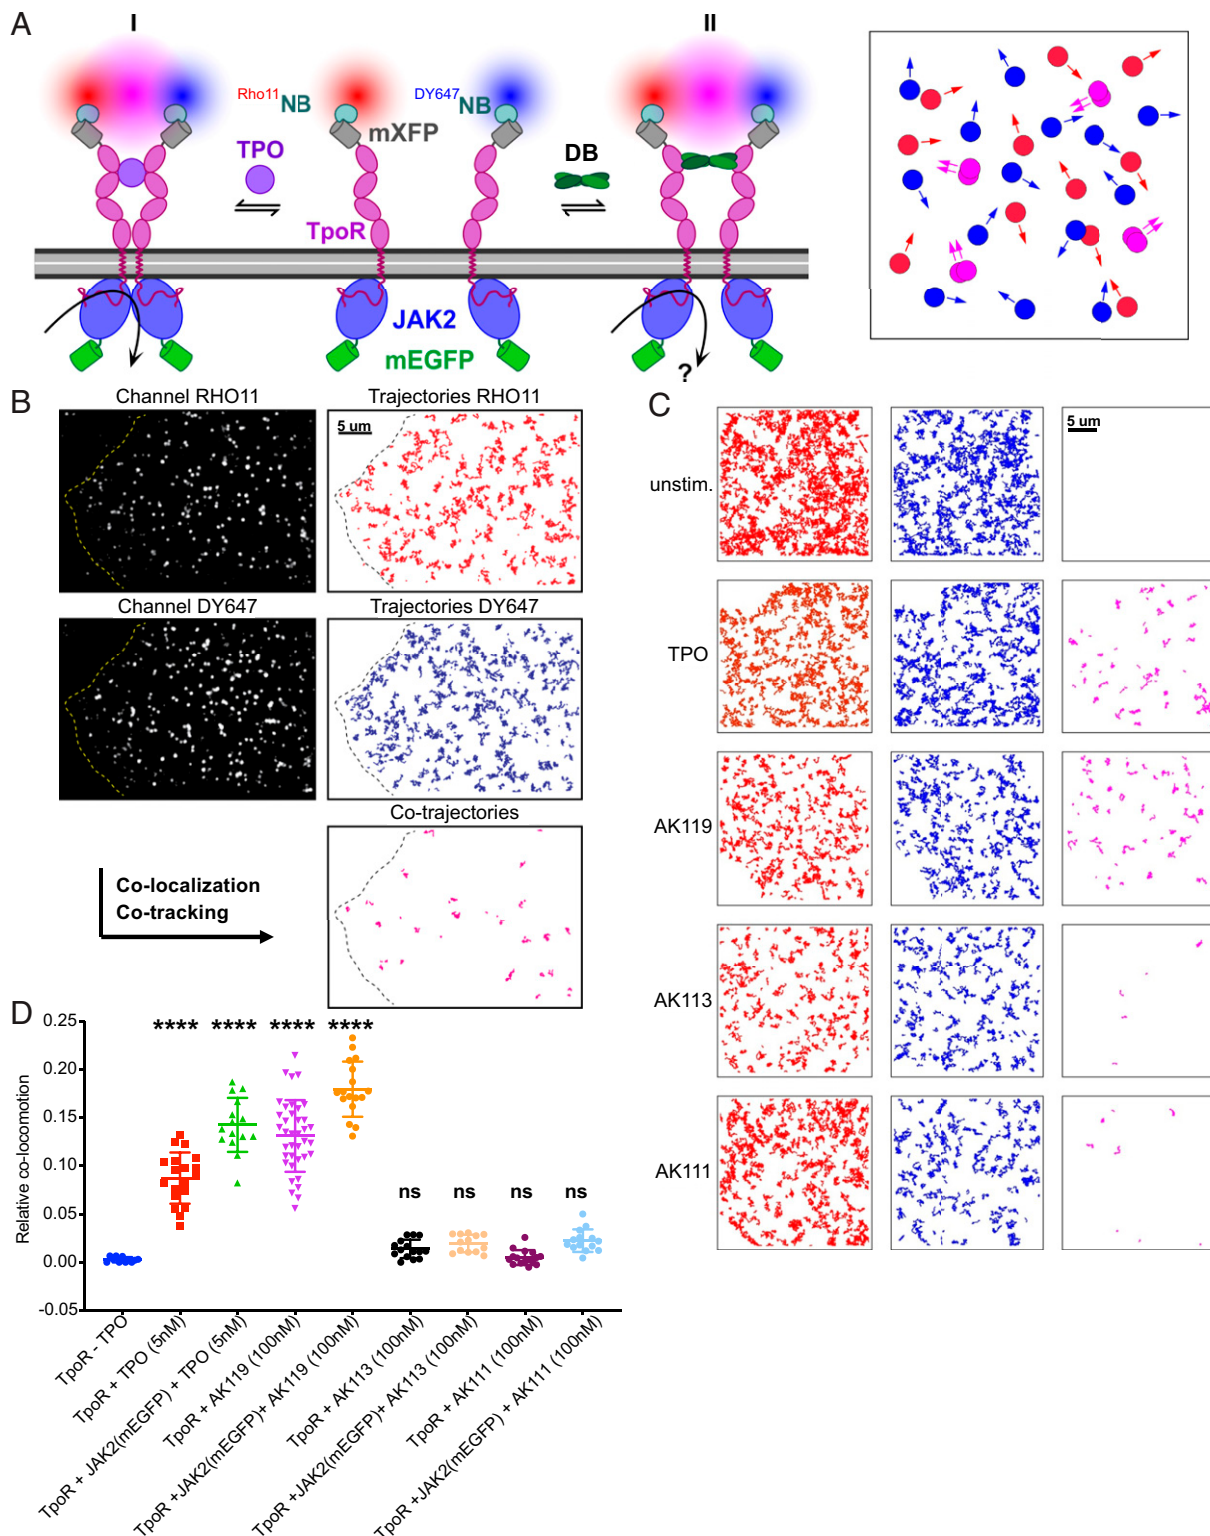 A
I
II
Rho11NB
DY647NB
mXFP
TPO
DB
TpoR
JAK2
mEGFP
?
B
Channel RHO11
Trajectories RHO11
5 um
Channel DY647
Trajectories DY647
Co-trajectories
Co-localization
Co-tracking
C
5 um
unstim.
TPO
AK119
AK113
AK111
D
Relative co-locomotion
0.25
0.20
0.15
0.10
0.05
0.00
-0.05
**** **** **** ****
ns ns ns ns
TpoR - TPO
TpoR + TPO (5nM)
TpoR + JAK2(mEGFP) + TPO (5nM)
TpoR + AK119 (100nM)
TpoR +JAK2(mEGFP)+ AK119 (100nM)
TpoR + AK113 (100nM)
TpoR +JAK2(mEGFP)+ AK113 (100nM)
TpoR + AK111 (100nM)
TpoR +JAK2(mEGFP) + AK111 (100nM)